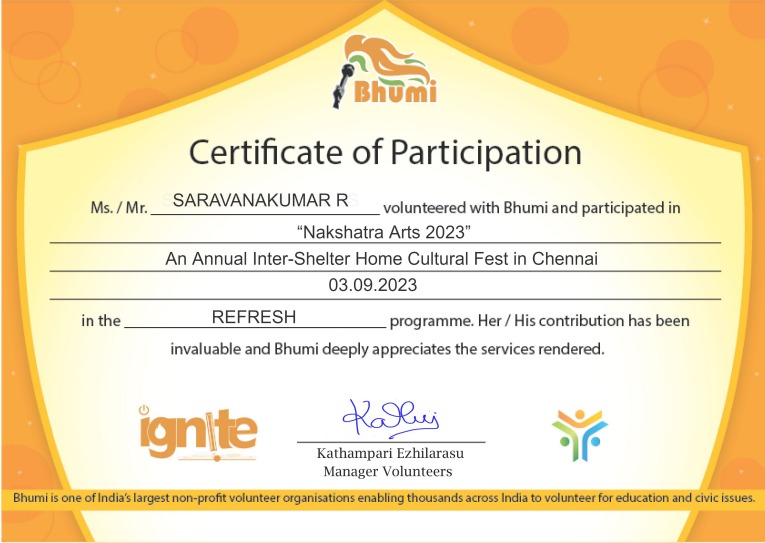 Bhumi
Certificate of Participation
Ms. / Mr. SARAVANAKUMAR R volunteered with Bhumi and participated in
“Nakshatra Arts 2023”
An Annual Inter-Shelter Home Cultural Fest in Chennai
03.09.2023
in the REFRESH programme. Her / His contribution has been
invaluable and Bhumi deeply appreciates the services rendered.
ignite
Kathampari Ezhilarasu
Manager Volunteers
Bhumi is one of India’s largest non-profit volunteer organisations enabling thousands across India to volunteer for education and civic issues.